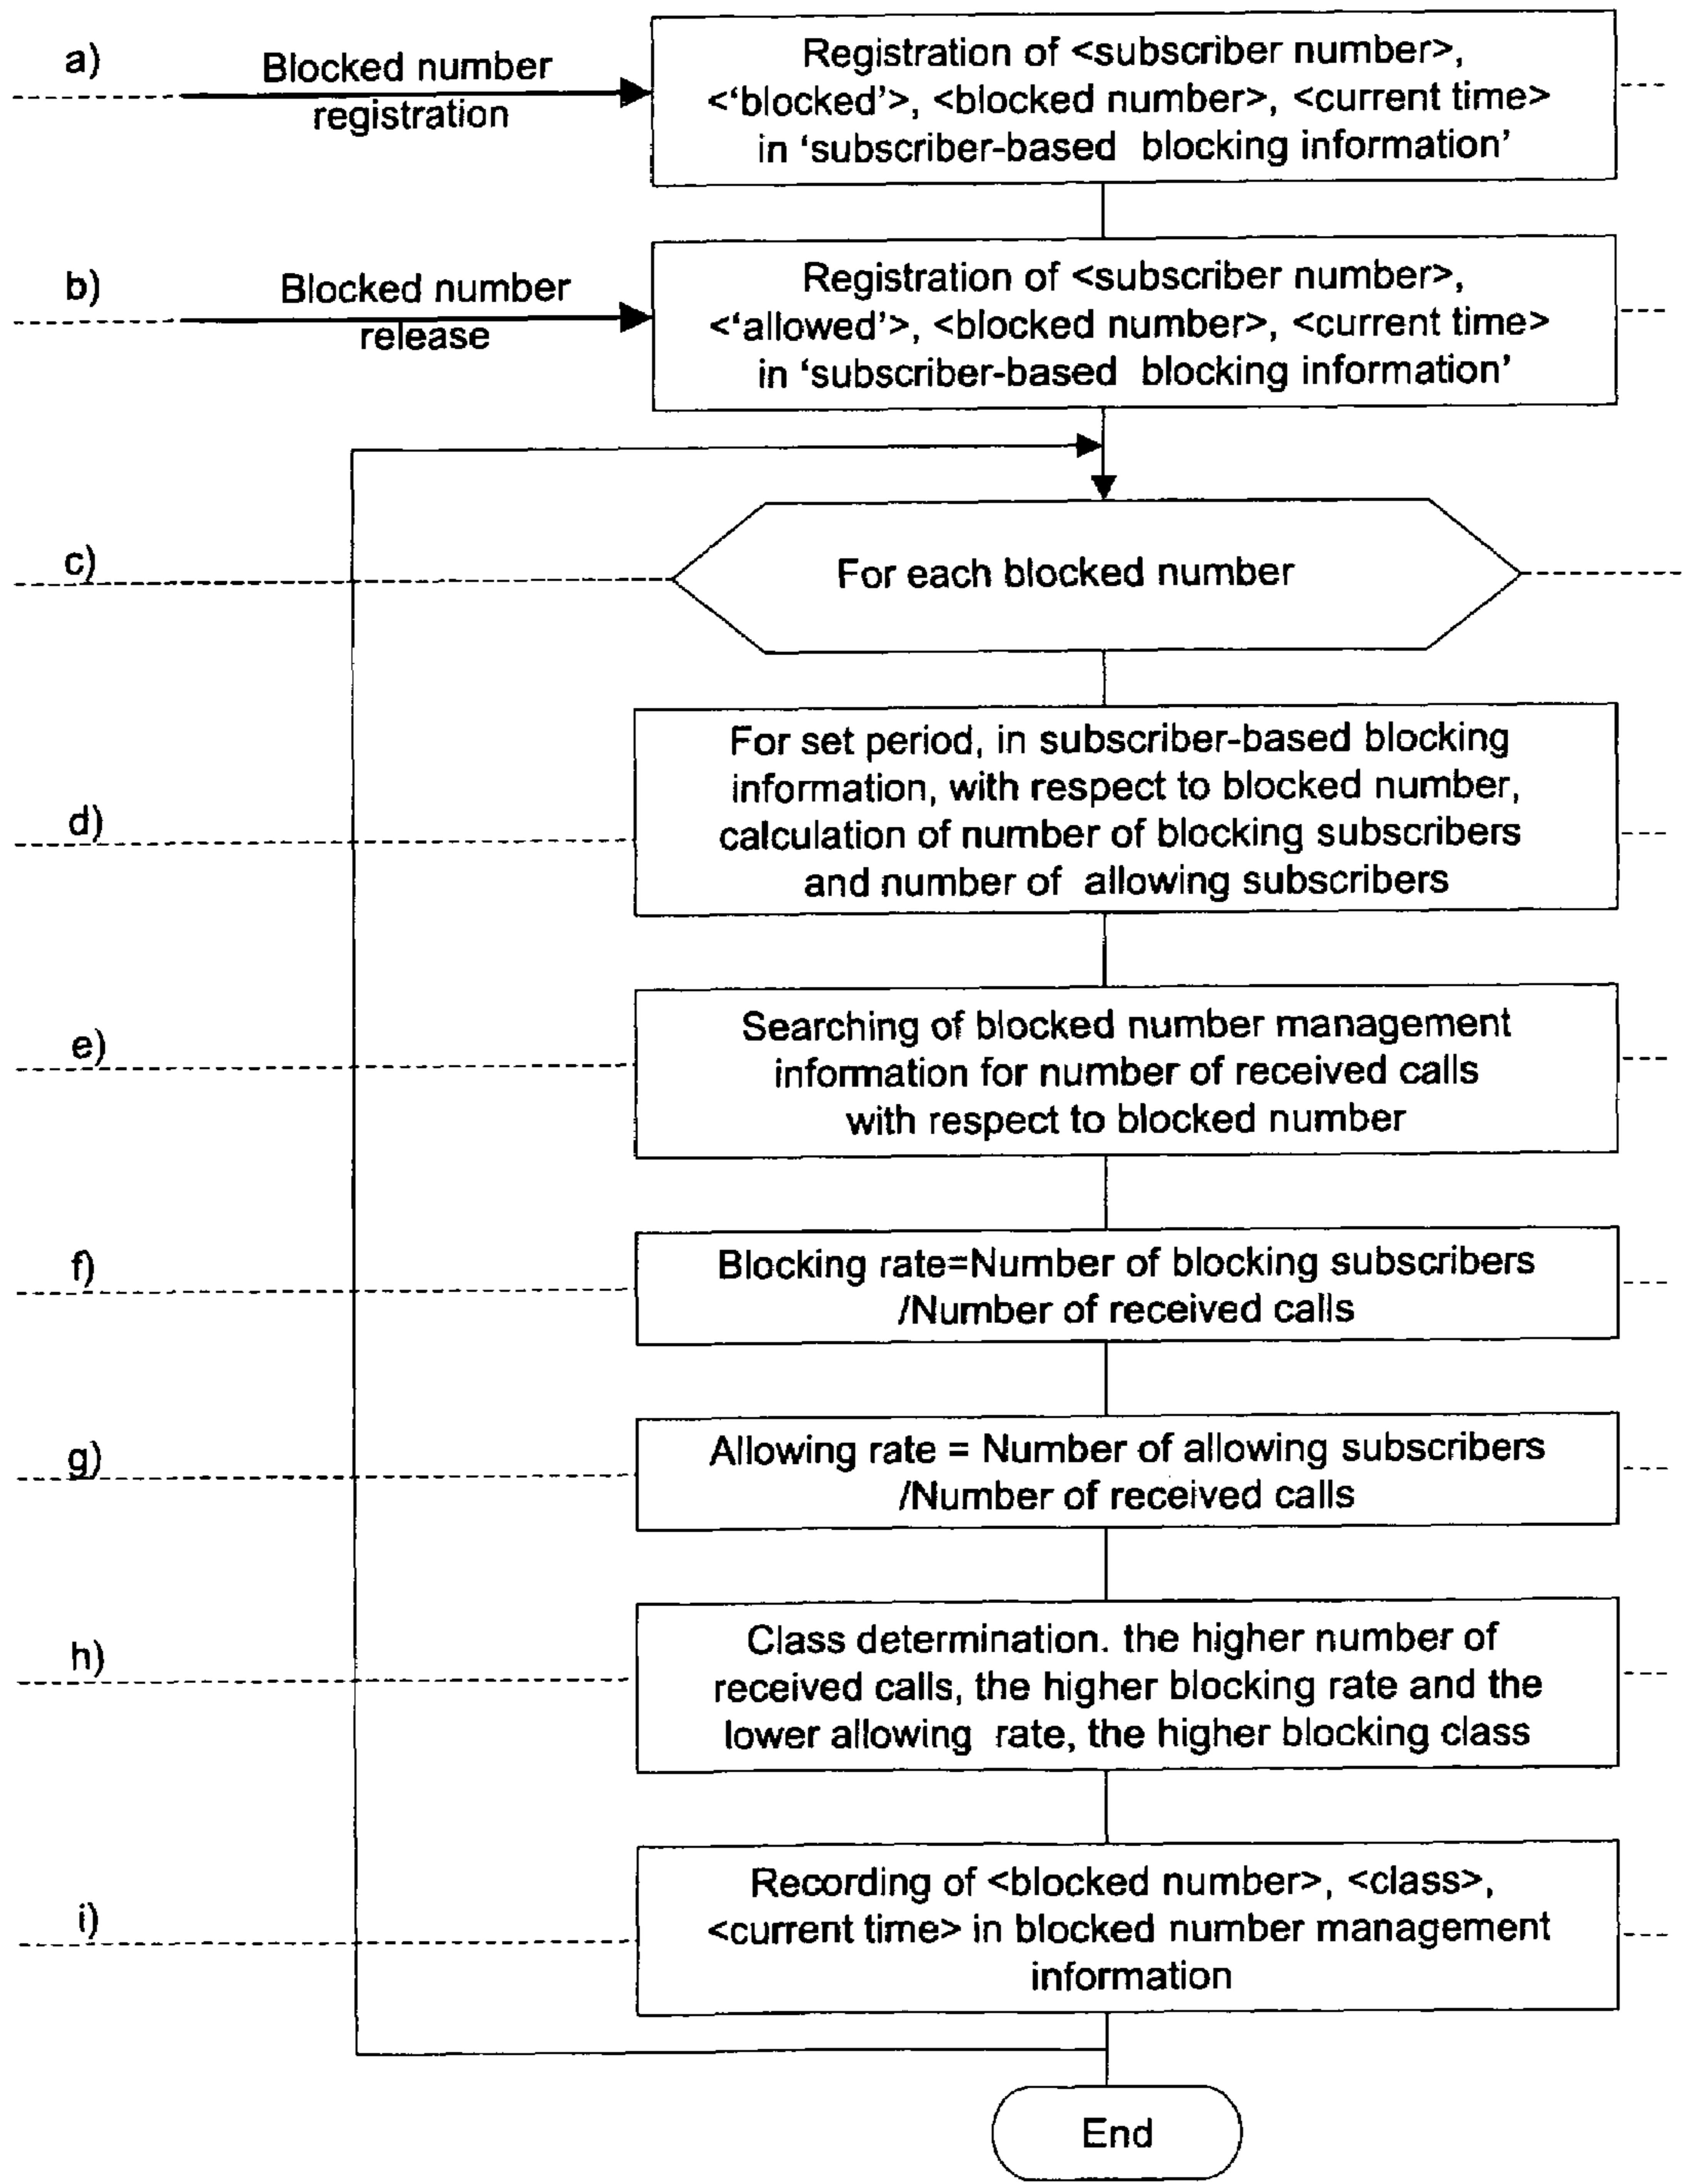 a)
Blocked number
registration
Registration of <subscriber number>,
<‘blocked’>, <blocked number>, <current time>
in ‘subscriber-based blocking information’
b)
Blocked number
release
Registration of <subscriber number>,
<‘allowed’>, <blocked number>, <current time>
in ‘subscriber-based blocking information’
c)
For each blocked number
d)
For set period, in subscriber-based blocking
information, with respect to blocked number,
calculation of number of blocking subscribers
and number of allowing subscribers
e)
Searching of blocked number management
information for number of received calls
with respect to blocked number
f)
Blocking rate=Number of blocking subscribers
/Number of received calls
g)
Allowing rate = Number of allowing subscribers
/Number of received calls
h)
Class determination. the higher number of
received calls, the higher blocking rate and the
lower allowing rate, the higher blocking class
i)
Recording of <blocked number>, <class>,
<current time> in blocked number management
information
End